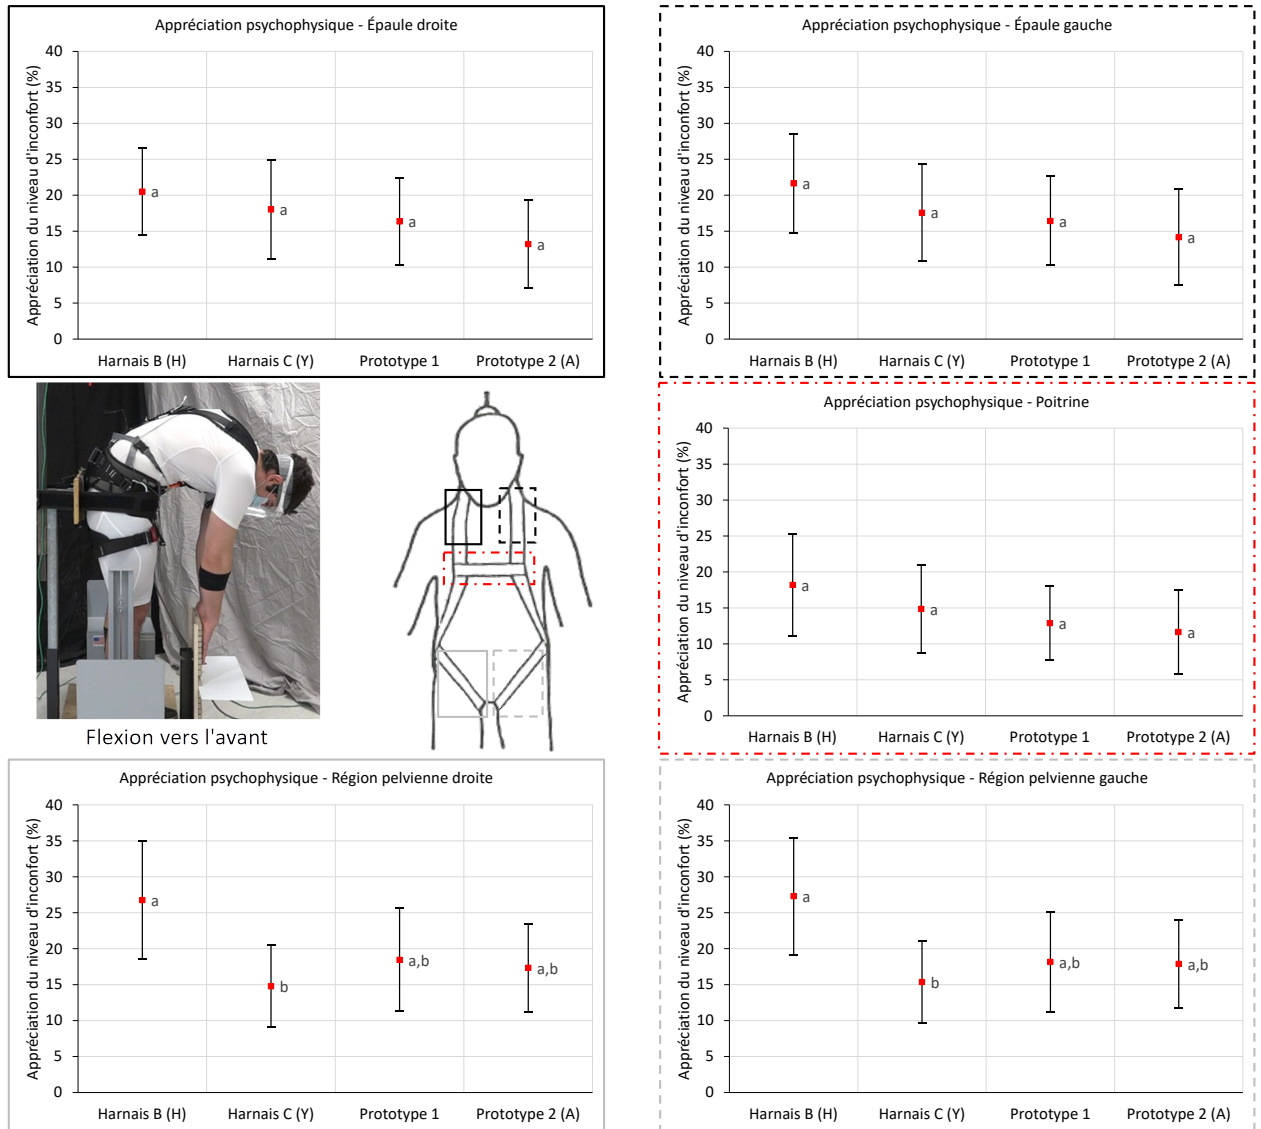 Appréciation psychophysique - Épaule droite
Appréciation du niveau d'inconfort (%)
40
35
30
25
20
15
10
5
0
a
a
a
a
Harnais B (H) Harnais C (Y) Prototype 1 Prototype 2 (A)
Appréciation psychophysique - Épaule gauche
Appréciation du niveau d'inconfort (%)
40
35
30
25
20
15
10
5
0
a
a
a
a
Harnais B (H) Harnais C (Y) Prototype 1 Prototype 2 (A)
Flexion vers l'avant
Appréciation psychophysique - Poitrine
Appréciation du niveau d'inconfort (%)
40
35
30
25
20
15
10
5
0
a
a
a
a
Harnais B (H) Harnais C (Y) Prototype 1 Prototype 2 (A)
Appréciation psychophysique - Région pelvienne droite
Appréciation du niveau d'inconfort (%)
40
35
30
25
20
15
10
5
0
a
b
a,b
a,b
Harnais B (H) Harnais C (Y) Prototype 1 Prototype 2 (A)
Appréciation psychophysique - Région pelvienne gauche
Appréciation du niveau d'inconfort (%)
40
35
30
25
20
15
10
5
0
a
b
a,b
a,b
Harnais B (H) Harnais C (Y) Prototype 1 Prototype 2 (A)